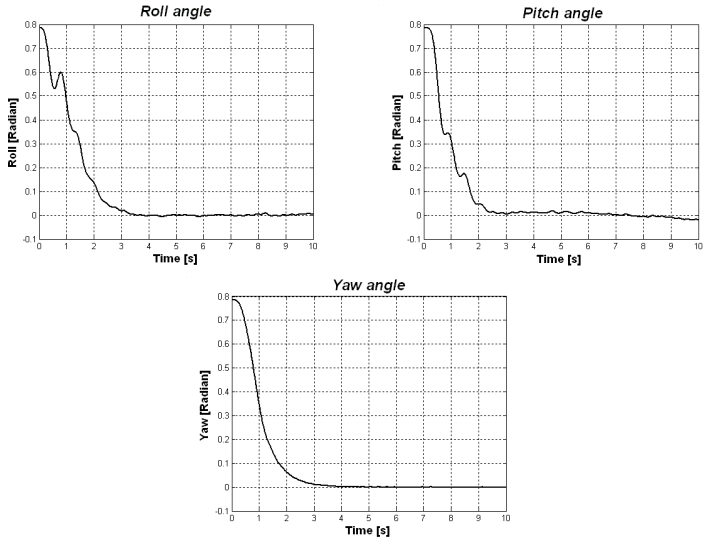 Roll angle
0.8
0.7
0.6
0.5
0.4
0.3
0.2
0.1
0
-0.1
Roll [Radian]
0 1 2 3 4 5 6 7 8 9 10
Time [s]
Pitch angle
0.8
0.7
0.6
0.5
0.4
0.3
0.2
0.1
0
-0.1
Pitch [Radian]
0 1 2 3 4 5 6 7 8 9 10
Time [s]
Yaw angle
0.8
0.7
0.6
0.5
0.4
0.3
0.2
0.1
0
-0.1
Yaw [Radian]
0 1 2 3 4 5 6 7 8 9 10
Time [s]